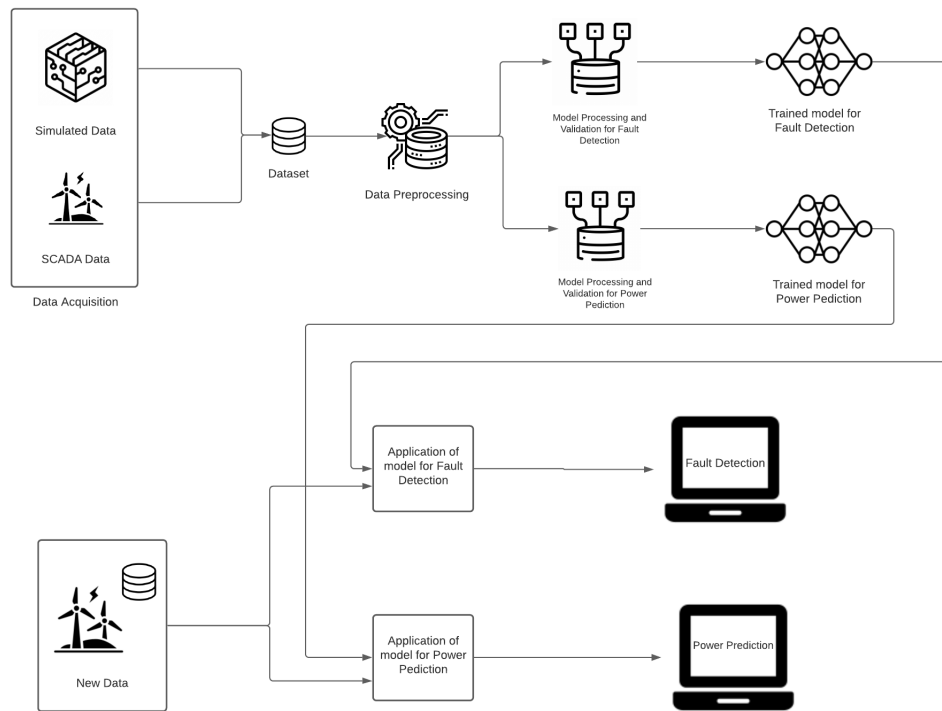 Simulated Data
SCADA Data
Data Acquisition
Dataset
Data Preprocessing
Model Processing and
Validation for Fault
Detection
Trained model for
Fault Detection
Model Processing and
Validation for Power
Pediction
Trained model for
Power Pediction
Application of
model for Fault
Detection
Fault Detection
New Data
Application of
model for Power
Pediction
Power Prediction